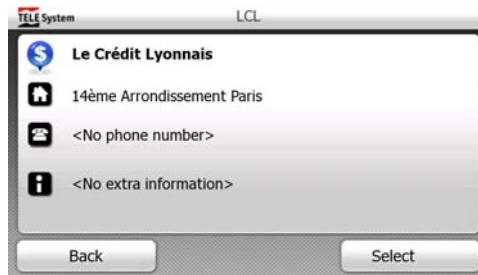 TELE System
LCL
Le Crédit Lyonnais
14ème Arrondissement Paris
<No phone number>
<No extra information>
Back
Select